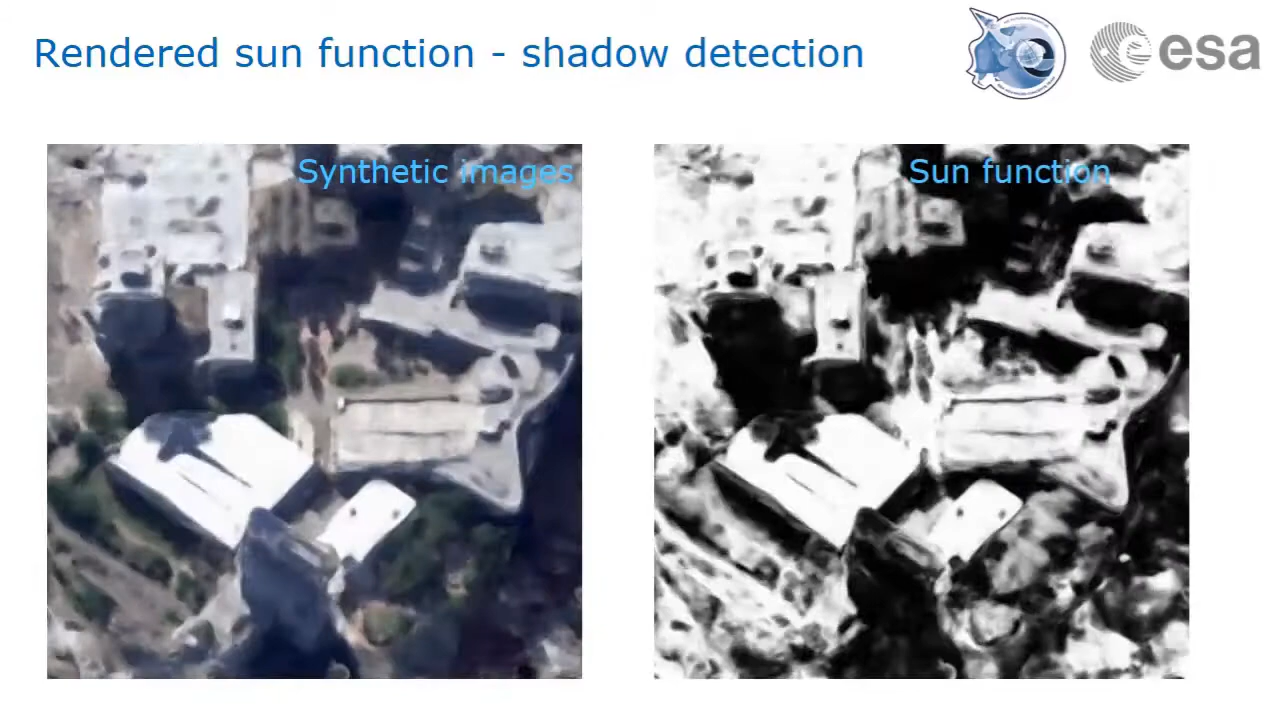 Rendered sun function - shadow detection
esa
Synthetic images
Sun function